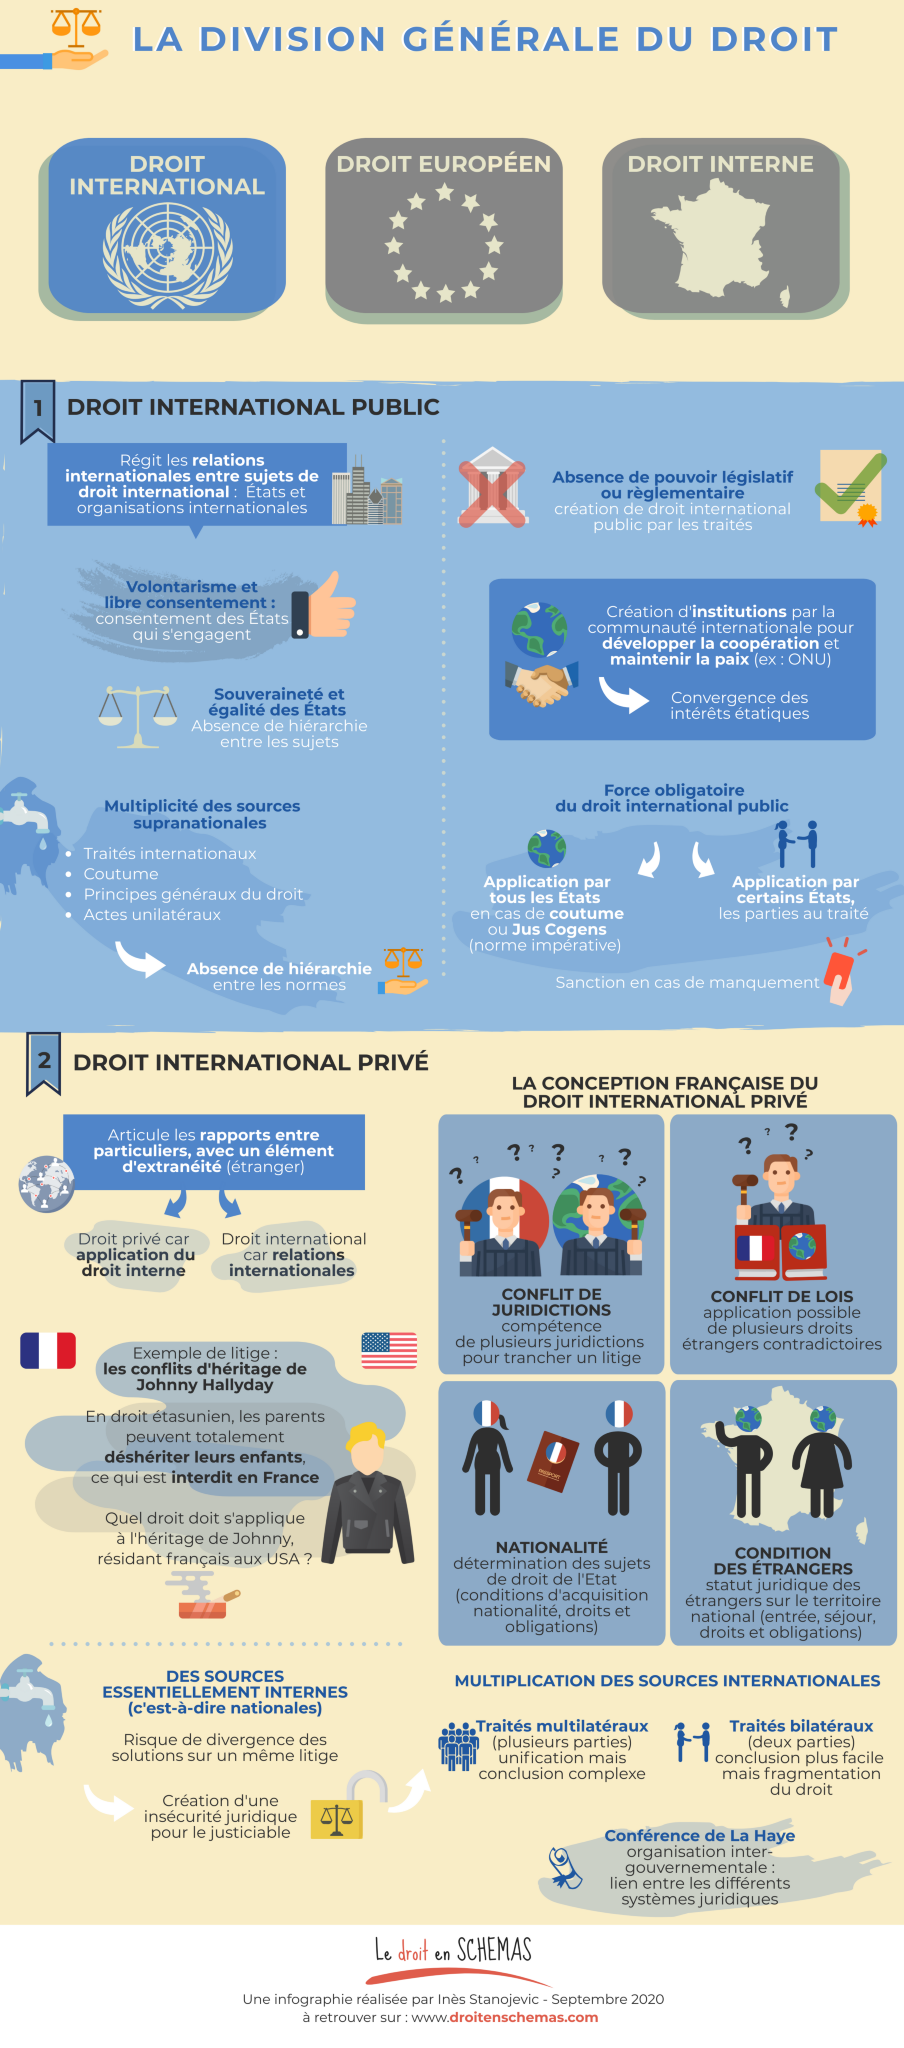 LA DIVISION GÉNÉRALE DU DROIT
DROIT
INTERNATIONAL
DROIT EUROPÉEN
DROIT INTERNE
1
DROIT INTERNATIONAL PUBLIC
Régit les relations
internationales entre sujets de
droit international : États et
organisations internationales
Volontarisme et
libre consentement :
consentement des États
qui s'engagent
Souveraineté et
égalité des États
Absence de hiérarchie
entre les sujets
Multiplicité des sources
supranationales
• Traités internationaux
• Coutume
• Principes généraux du droit
• Actes unilatéraux
Absence de hiérarchie
entre les normes
Absence de pouvoir législatif
ou règlementaire
création de droit international
public par les traités
Création d'institutions par la
communauté internationale pour
développer la coopération et
maintenir la paix (ex : ONU)
Convergence des
intérêts étatiques
Force obligatoire
du droit international public
Application par
tous les États
en cas de coutume
ou Jus Cogens
(norme impérative)
Application par
certains États,
les parties au traité
Sanction en cas de manquement
2
DROIT INTERNATIONAL PRIVÉ
Articule les rapports entre
particuliers, avec un élément
d'extranéité (étranger)
Droit privé car
application du
droit interne
Droit international
car relations
internationales
Exemple de litige :
les conflits d'héritage de
Johnny Hallyday
En droit étasunien, les parents
peuvent totalement
déshériter leurs enfants,
ce qui est interdit en France
Quel droit doit s'applique
à l'héritage de Johnny,
résidant français aux USA ?
LA CONCEPTION FRANÇAISE DU
DROIT INTERNATIONAL PRIVÉ
? ? ? ? ? ? ? ?
CONFLIT DE
JURIDICTIONS
compétence
de plusieurs juridictions
pour trancher un litige
? ? ? ?
CONFLIT DE LOIS
application possible
de plusieurs droits
étrangers contradictoires
PASSPORT
NATIONALITÉ
détermination des sujets
de droit de l'Etat
(conditions d'acquisition
nationalité, droits et
obligations)
CONDITION
DES ÉTRANGERS
statut juridique des
étrangers sur le territoire
national (entrée, séjour,
droits et obligations)
DES SOURCES
ESSENTIELLEMENT INTERNES
(c'est-à-dire nationales)
Risque de divergence des
solutions sur un même litige
Création d'une
insécurité juridique
pour le justiciable
MULTIPLICATION DES SOURCES INTERNATIONALES
Traités multilatéraux
(plusieurs parties)
unification mais
conclusion complexe
Traités bilatéraux
(deux parties)
conclusion plus facile
mais fragmentation
du droit
Conférence de La Haye
organisation inter-
gouvernementale :
lien entre les différents
systèmes juridiques
Le droit en SCHEMAS
Une infographie réalisée par Inès Stanojevic - Septembre 2020
à retrouver sur : www.droitenschemas.com